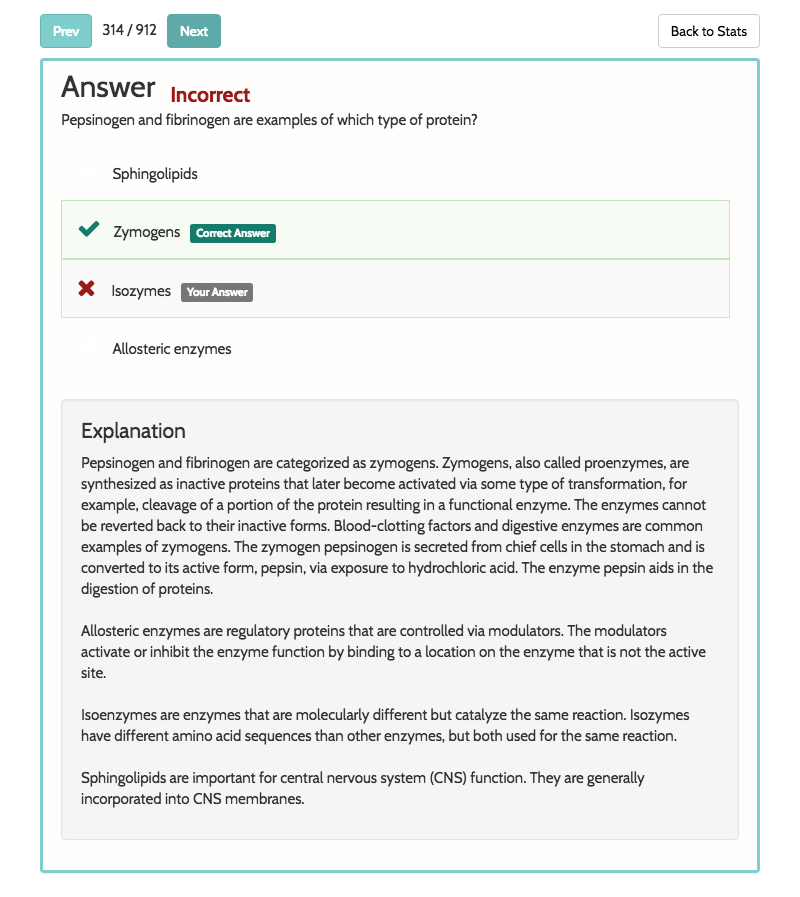 Prev 314 / 912 Next Back to Stats
Answer Incorrect
Pepsinogen and fibrinogen are examples of which type of protein?
Sphingolipids
Zymogens Correct Answer
Isozymes Your Answer
Allosteric enzymes
Explanation
Pepsinogen and fibrinogen are categorized as zymogens. Zymogens, also called proenzymes, are
synthesized as inactive proteins that later become activated via some type of transformation, for
example, cleavage of a portion of the protein resulting in a functional enzyme. The enzymes cannot
be reverted back to their inactive forms. Blood-clotting factors and digestive enzymes are common
examples of zymogens. The zymogen pepsinogen is secreted from chief cells in the stomach and is
converted to its active form, pepsin, via exposure to hydrochloric acid. The enzyme pepsin aids in the
digestion of proteins.
Allosteric enzymes are regulatory proteins that are controlled via modulators. The modulators
activate or inhibit the enzyme function by binding to a location on the enzyme that is not the active
site.
Isoenzymes are enzymes that are molecularly different but catalyze the same reaction. Isozymes
have different amino acid sequences than other enzymes, but both used for the same reaction.
Sphingolipids are important for central nervous system (CNS) function. They are generally
incorporated into CNS membranes.